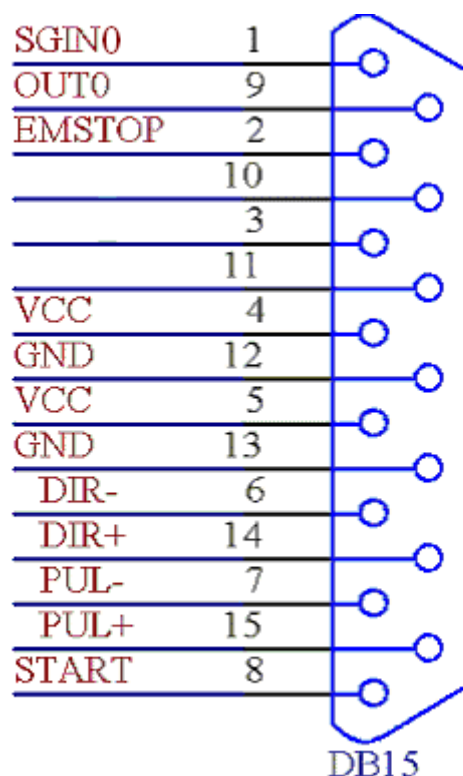 SGIN0 1
OUT0 9
EMSTOP 2
10
3
11
VCC 4
GND 12
VCC 5
GND 13
DIR- 6
DIR+ 14
PUL- 7
PUL+ 15
START 8
DB15